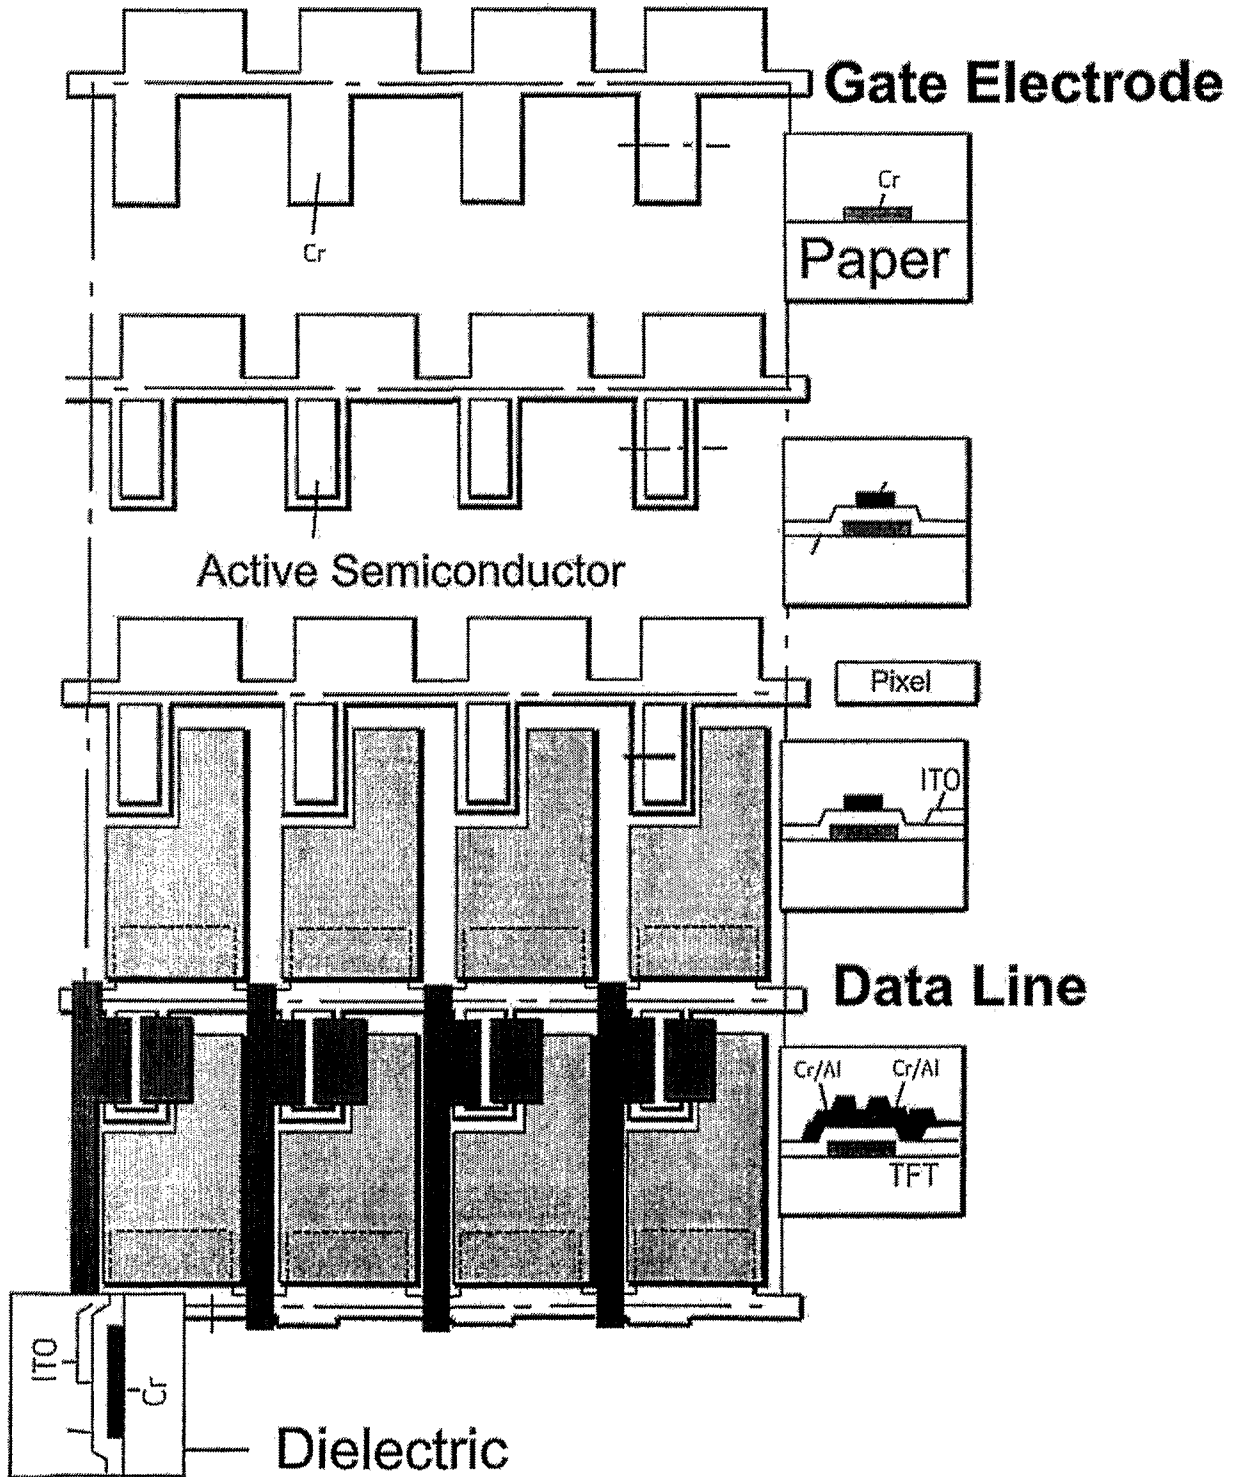 Gate Electrode
Cr
Paper
Cr
Active Semiconductor
Pixel
ITO
Data Line
Cr/Al
Cr/Al
TFT
ITO
Cr
Dielectric